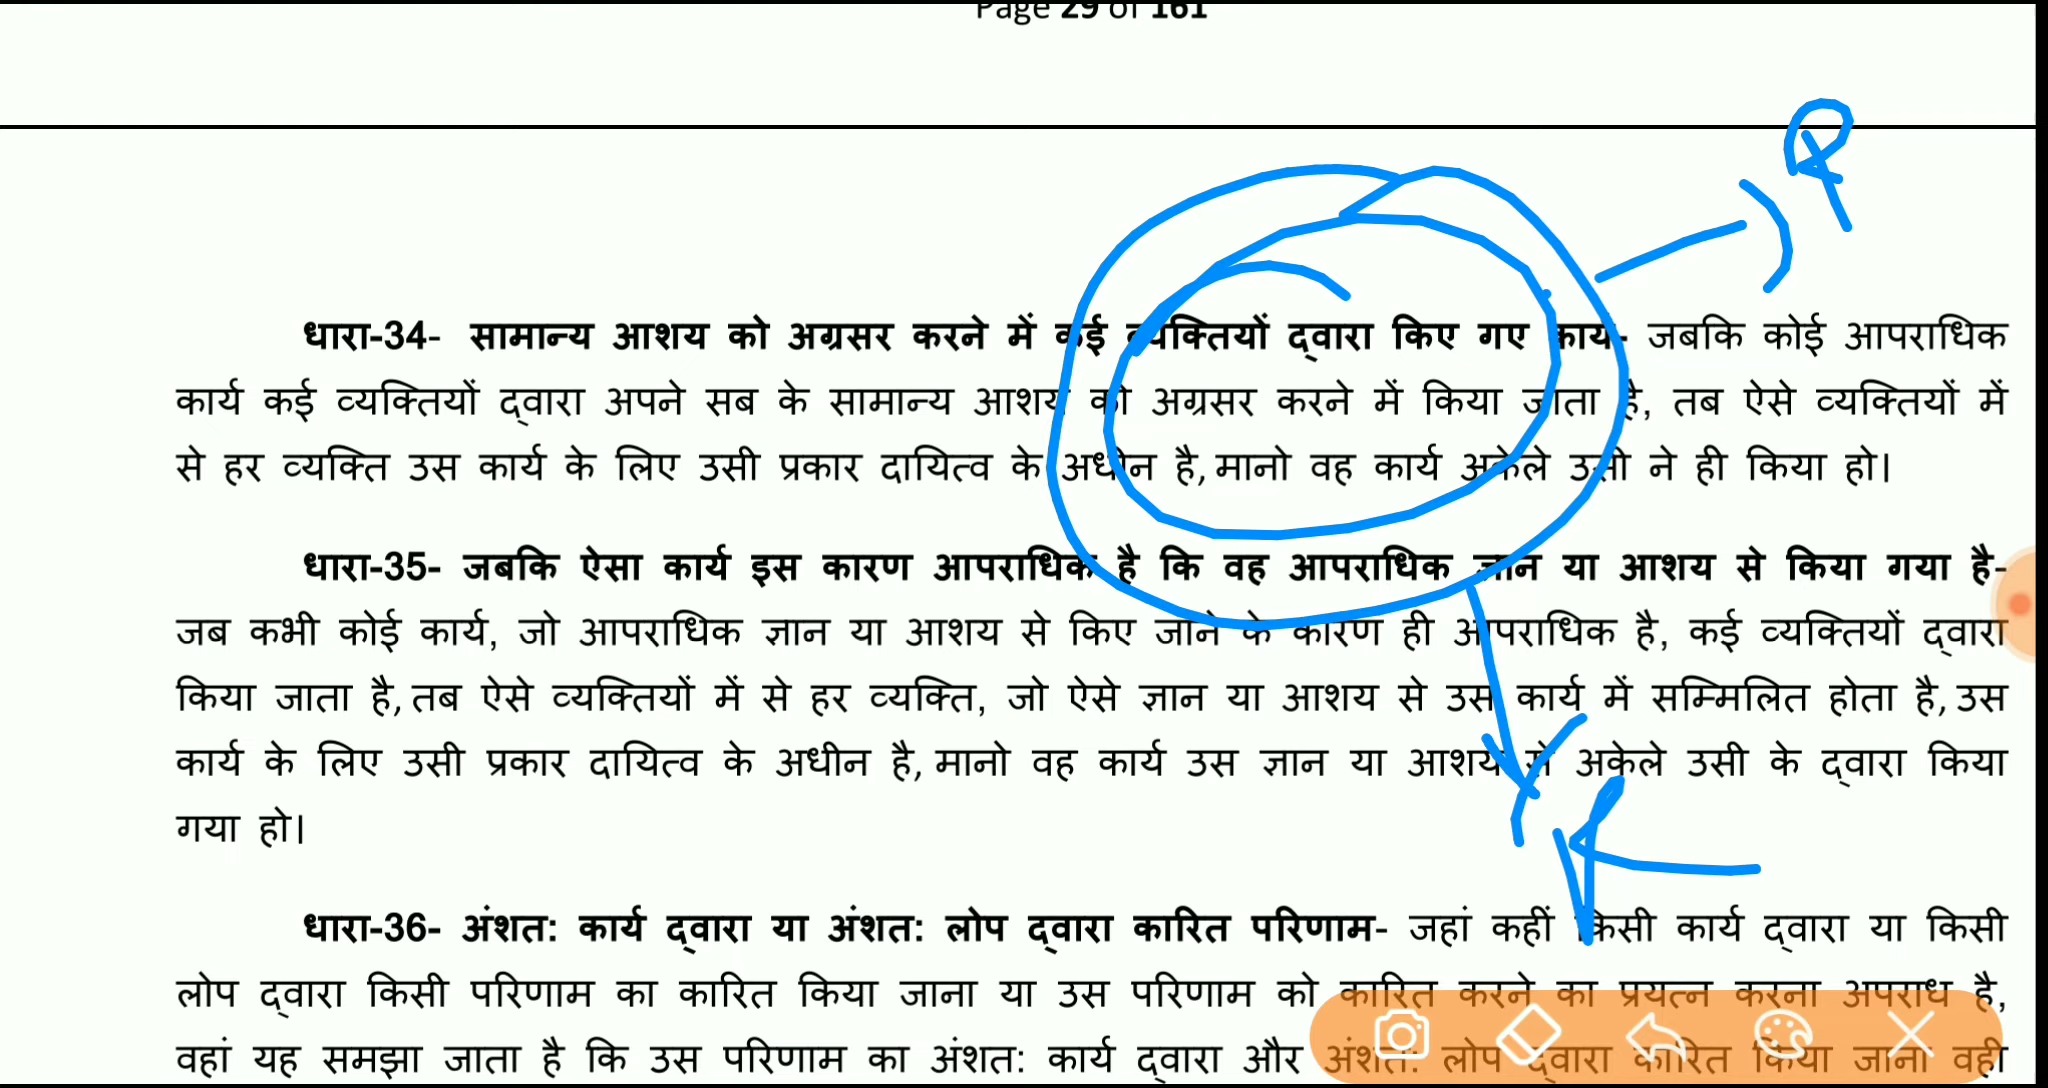 Page 29 of 161
धारा-34- सामान्य आशय को अग्रसर करने में कई व्यक्तियों द्वारा किए गए कार्य- जबकि कोई आपराधिक
कार्य कई व्यक्तियों द्वारा अपने सब के सामान्य आशय को अग्रसर करने में किया जाता है, तब ऐसे व्यक्तियों में
से हर व्यक्ति उस कार्य के लिए उसी प्रकार दायित्व के अधीन है, मानो वह कार्य अकेले उसी ने ही किया हो।
धारा-35- जबकि ऐसा कार्य इस कारण आपराधिक है कि वह आपराधिक ज्ञान या आशय से किया गया है-
जब कभी कोई कार्य, जो आपराधिक ज्ञान या आशय से किए जाने के कारण ही आपराधिक है, कई व्यक्तियों द्वारा
किया जाता है, तब ऐसे व्यक्तियों में से हर व्यक्ति, जो ऐसे ज्ञान या आशय से उस कार्य में सम्मिलित होता है, उस
कार्य के लिए उसी प्रकार दायित्व के अधीन है, मानो वह कार्य उस ज्ञान या आशय से अकेले उसी के द्वारा किया
गया हो।
धारा-36- अंशत: कार्य द्वारा या अंशत: लोप द्वारा कारित परिणाम- जहां कहीं किसी कार्य द्वारा या किसी
लोप द्वारा किसी परिणाम का कारित किया जाना या उस परिणाम को कारित करने का प्रयत्न करना अपराध है,
वहां यह समझा जाता है कि उस परिणाम का अंशत: कार्य द्वारा और अंशत: लोप द्वारा कारित किया जाना वही